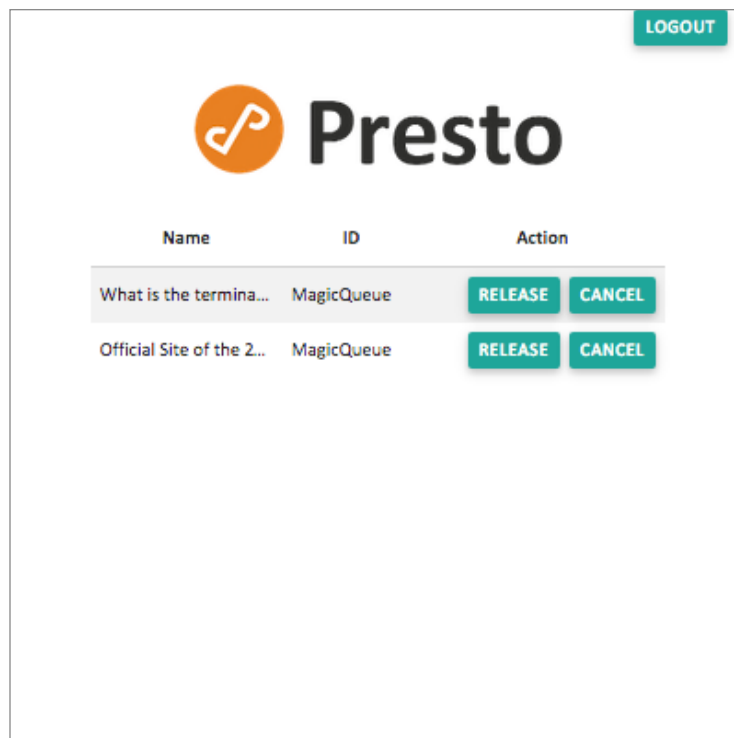 LOGOUT
Presto
Name ID Action
What is the termina... MagicQueue RELEASE CANCEL
Official Site of the 2... MagicQueue RELEASE CANCEL